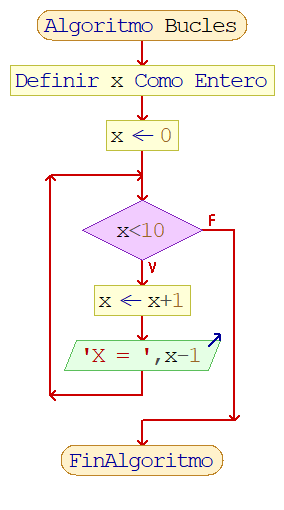 Algoritmo Bucles
Definir x Como Entero
x ← 0
x<10
F
V
x ← x+1
'X = ',x-1
FinAlgoritmo